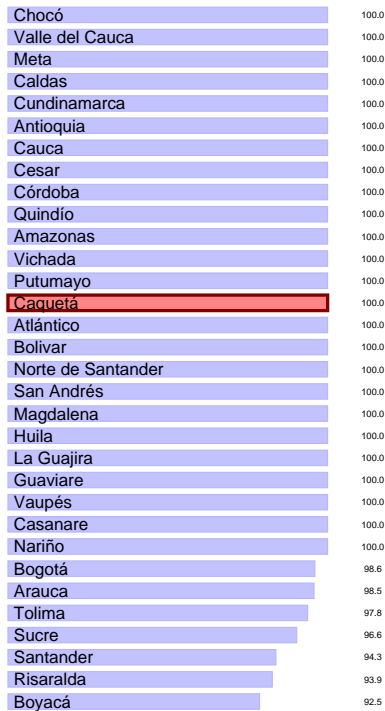 Chocó 100.0
Valle del Cauca 100.0
Meta 100.0
Caldas 100.0
Cundinamarca 100.0
Antioquia 100.0
Cauca 100.0
Cesar 100.0
Córdoba 100.0
Quindío 100.0
Amazonas 100.0
Vichada 100.0
Putumayo 100.0
Caquetá 100.0
Atlántico 100.0
Bolivar 100.0
Norte de Santander 100.0
San Andrés 100.0
Magdalena 100.0
Huila 100.0
La Guajira 100.0
Guaviare 100.0
Vaupés 100.0
Casanare 100.0
Nariño 100.0
Bogotá 98.6
Arauca 98.5
Tolima 97.8
Sucre 96.6
Santander 94.3
Risaralda 93.9
Boyacá 92.5